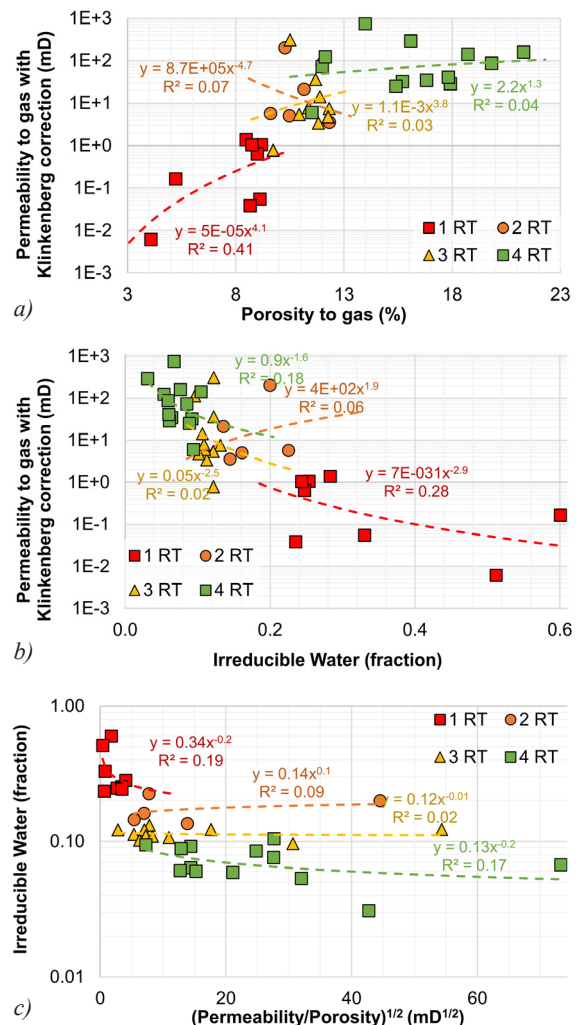 Permeability to gas with
Klinkenberg correction (mD)
1E+3
1E+2
1E+1
1E+0
1E-1
1E-2
1E-3
y = 8.7E+05x^-4.7
R² = 0.07
y = 1.1E-3x^3.8
R² = 0.03
y = 2.2x^1.3
R² = 0.04
y = 5E-05x^4.1
R² = 0.41
1 RT
2 RT
3 RT
4 RT
3 8 13 18 23
a) Porosity to gas (%)
Permeability to gas with
Klinkenberg correction (mD)
1E+3
1E+2
1E+1
1E+0
1E-1
1E-2
1E-3
y = 0.9x^-1.6
R² = 0.18
y = 4E+02x^1.9
R² = 0.06
y = 0.05x^-2.5
R² = 0.02
y = 7E-031x^-2.9
R² = 0.28
1 RT
2 RT
3 RT
4 RT
0.0 0.2 0.4 0.6
b) Irreducible Water (fraction)
Irreducible Water (fraction)
1.00
0.10
0.01
y = 0.34x^-0.2
R² = 0.19
y = 0.14x^0.1
R² = 0.09
y = 0.12x^-0.01
R² = 0.02
y = 0.13x^-0.2
R² = 0.17
1 RT
2 RT
3 RT
4 RT
0 20 40 60
c) (Permeability/Porosity)^1/2 (mD^1/2)